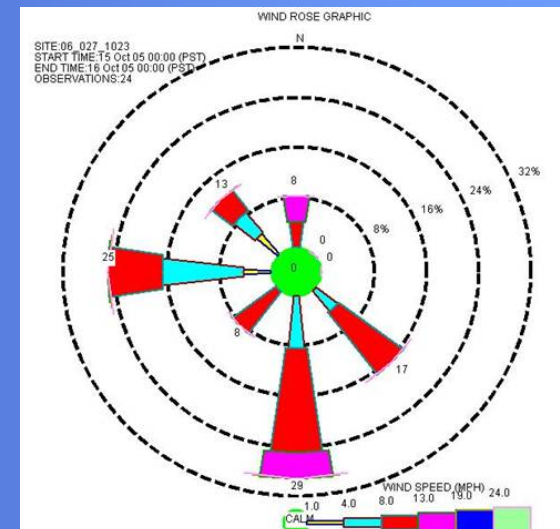 WIND ROSE GRAPHIC
SITE:06_027_1023
START TIME:15 Oct 05 00:00 (PST)
END TIME:16 Oct 05 00:00 (PST)
OBSERVATIONS:24
N
32%
24%
16%
8%
13
8
0
0
0
25
8
17
29
WIND SPEED (MPH)
1.0 4.0 8.0 13.0 19.0 24.0
CALM